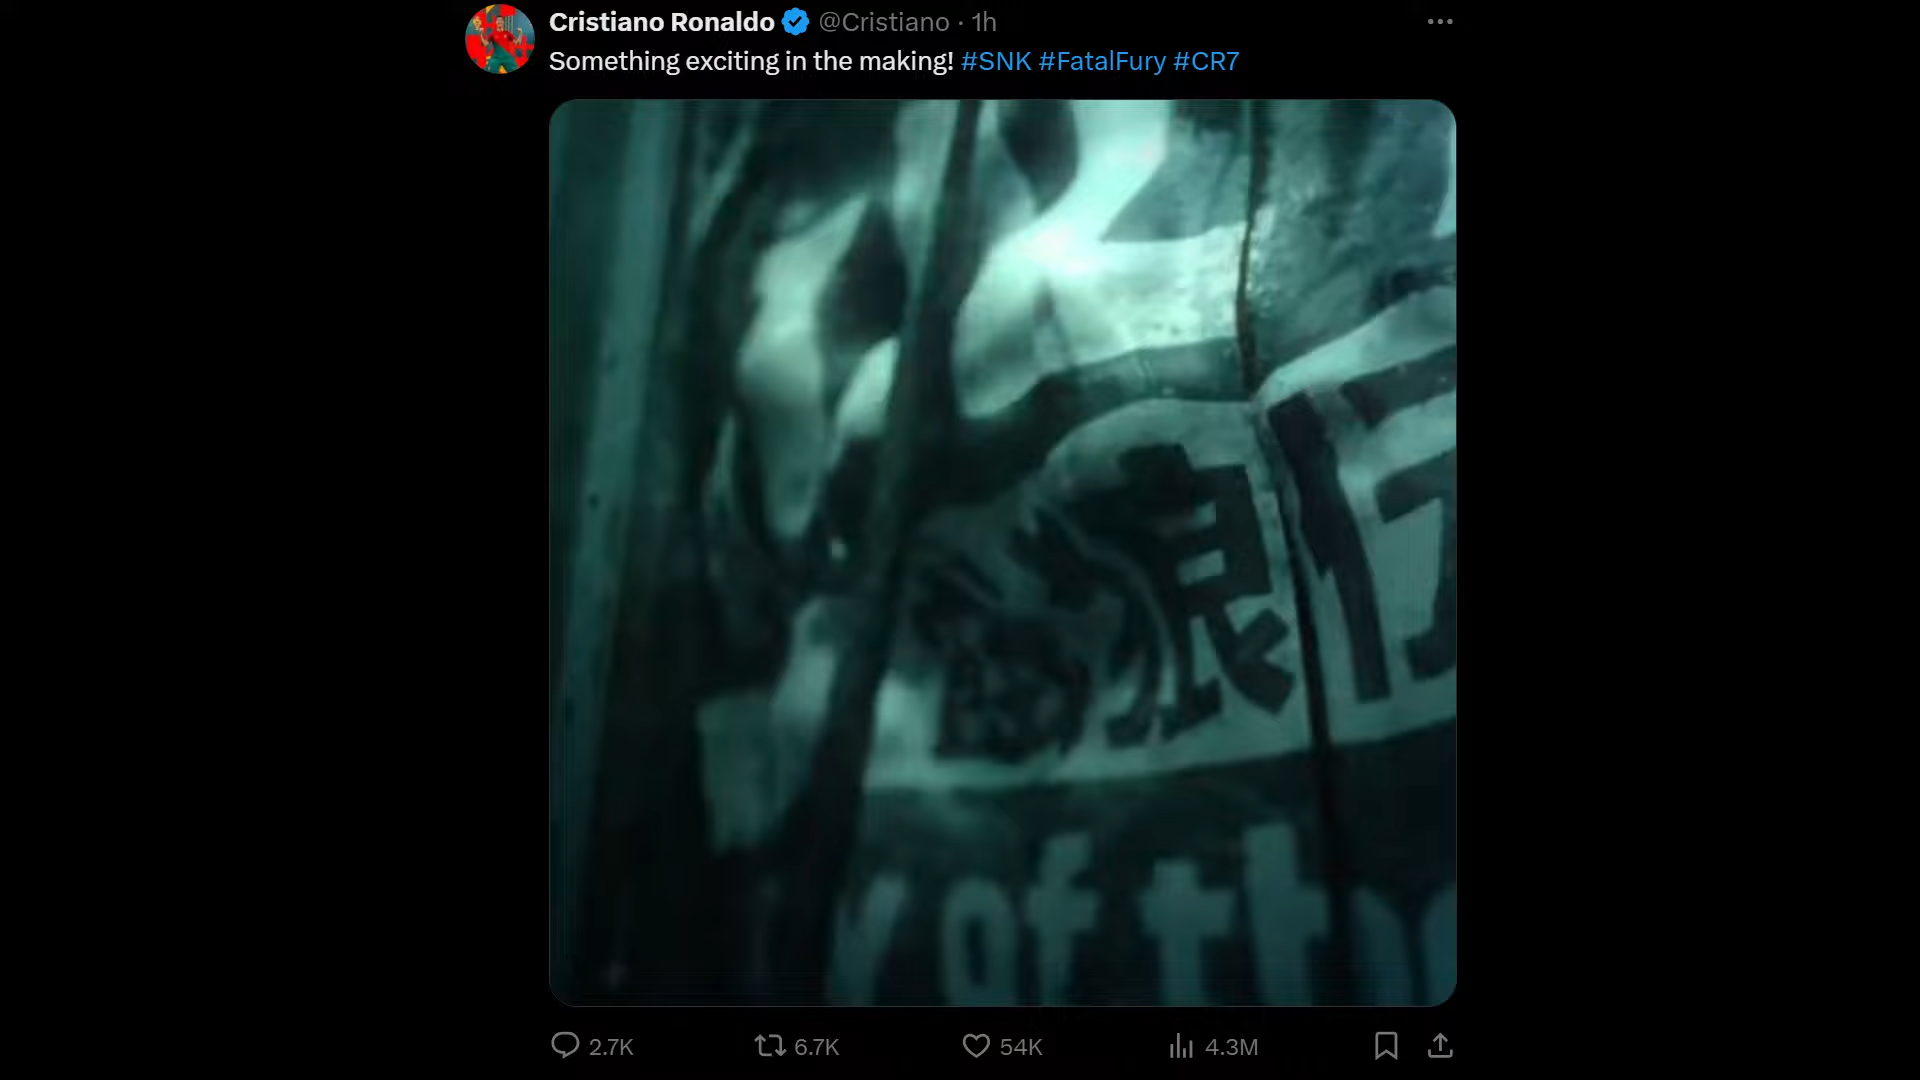 Cristiano Ronaldo @Cristiano · 1h
Something exciting in the making! #SNK #FatalFury #CR7
狼
of
2.7K 6.7K 54K 4.3M